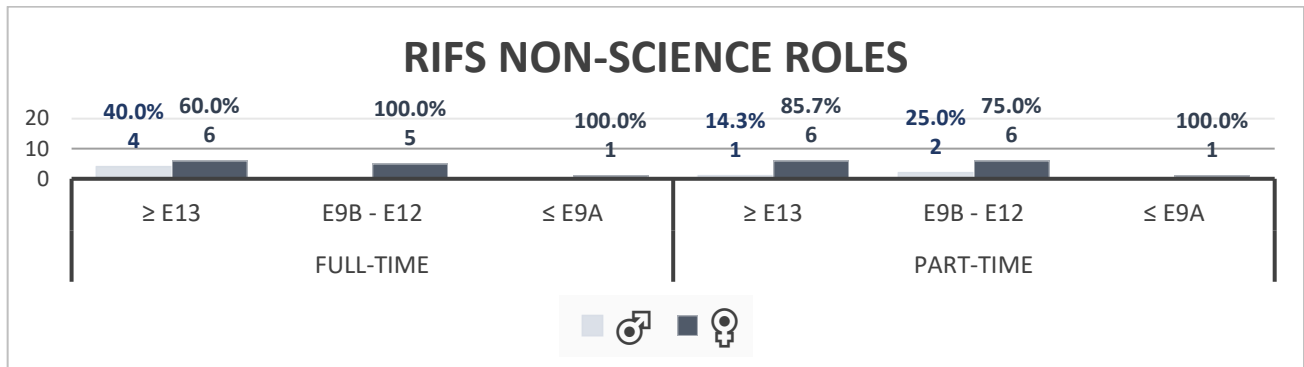 RIFS NON-SCIENCE ROLES
40.0% 60.0% 100.0% 100.0% 14.3% 85.7% 25.0% 75.0% 100.0%
20
4 6 5 1 1 6 2 6 1
10
0
≥ E13 E9B - E12 ≤ E9A ≥ E13 E9B - E12 ≤ E9A
FULL-TIME PART-TIME